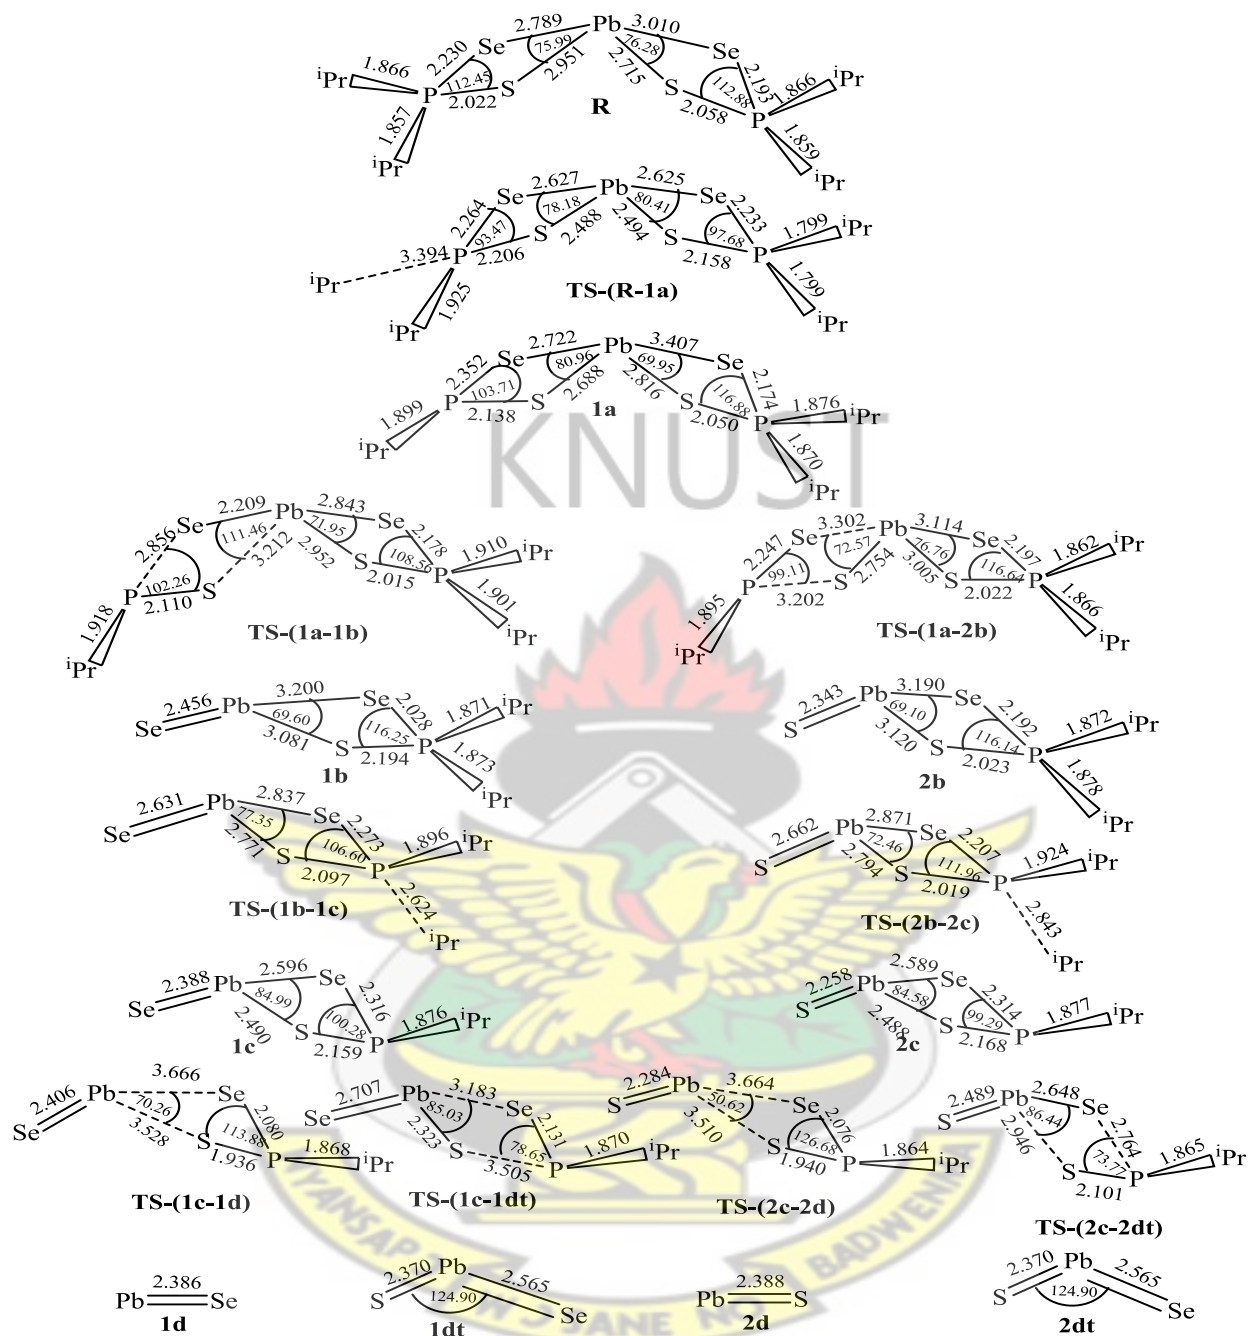 2.789 Pb 3.010
Se 75.99 76.28 Se
2.230 2.951 2.715 2.193
1.866 112.45 S S 112.88 1.866
iPr P 2.022 R 2.058 P iPr
1.857 1.859
iPr iPr
2.627 Pb 2.625
Se 78.18 80.41 Se
2.264 93.47 S 2.488 2.494 S 97.68 2.233
3.394 P 2.206 2.158 P 1.799 iPr
iPr 1.925 TS-(R-1a) 1.799
iPr iPr
2.722 Pb 3.407
Se 80.96 69.95 Se
2.352 103.71 2.688 2.816 116.88 2.174
1.899 P 2.138 S 1a S 2.050 P 1.876 iPr
iPr 1.870
KNUST
iPr
2.209 Pb 2.843
Se 111.46 71.95 Se
2.856 3.212 2.952 2.178
102.26 S S 108.56 1.910 iPr
P 2.110 2.015 P
1.918 1.901
iPr TS-(1a-1b) iPr
3.302 Pb 3.114
Se 72.57 76.76 Se
2.247 99.11 2.754 3.005 116.64 2.197
P 3.202 S S 2.022 P 1.862 iPr
1.895 1.866
iPr TS-(1a-2b) iPr
2.456 Pb 3.200 Se 2.028 1.871 iPr
Se 69.60 116.25
3.081 S 2.194 P 1.873
1b iPr
2.343 Pb 3.190 Se 2.192 1.872 iPr
S 69.10 116.14
3.120 S 2.023 P 1.878
2b iPr
2.631 Pb 2.837 Se 2.273 1.896 iPr
Se 77.35 106.60
2.771 S 2.097 P 2.624
TS-(1b-1c) iPr
2.662 Pb 2.871 Se 2.207 1.924 iPr
S 72.46 111.96
2.794 S 2.019 P 2.843
TS-(2b-2c) iPr
2.388 Pb 2.596 Se 2.316
Se 84.99 100.28 1.876 iPr
2.490 S 2.159 P
1c
2.258 Pb 2.589 Se 2.314
S 84.58 99.29 1.877 iPr
2.488 S 2.168 P
2c
2.406 Pb 3.666 Se 2.080
Se 70.26 113.88 1.868 iPr
3.528 S 1.936 P
TS-(1c-1d)
2.707 Pb 3.183 Se 2.131
Se 85.03 78.65 1.870 iPr
2.323 S 3.505 P
TS-(1c-1dt)
2.284 Pb 3.664 Se 2.076
S 50.62 126.68 1.864 iPr
3.510 S 1.940 P
TS-(2c-2d)
2.489 Pb 2.648 Se 2.764
S 86.44 73.77 1.865 iPr
2.946 S 2.101 P
TS-(2c-2dt)
NYANSAPO WO SANE NO BADWENMA
2.386
Pb Se
1d
2.370 Pb 2.565
S 124.90 Se
1dt
2.388
Pb S
2d
2.370 Pb 2.565
S 124.90 Se
2dt